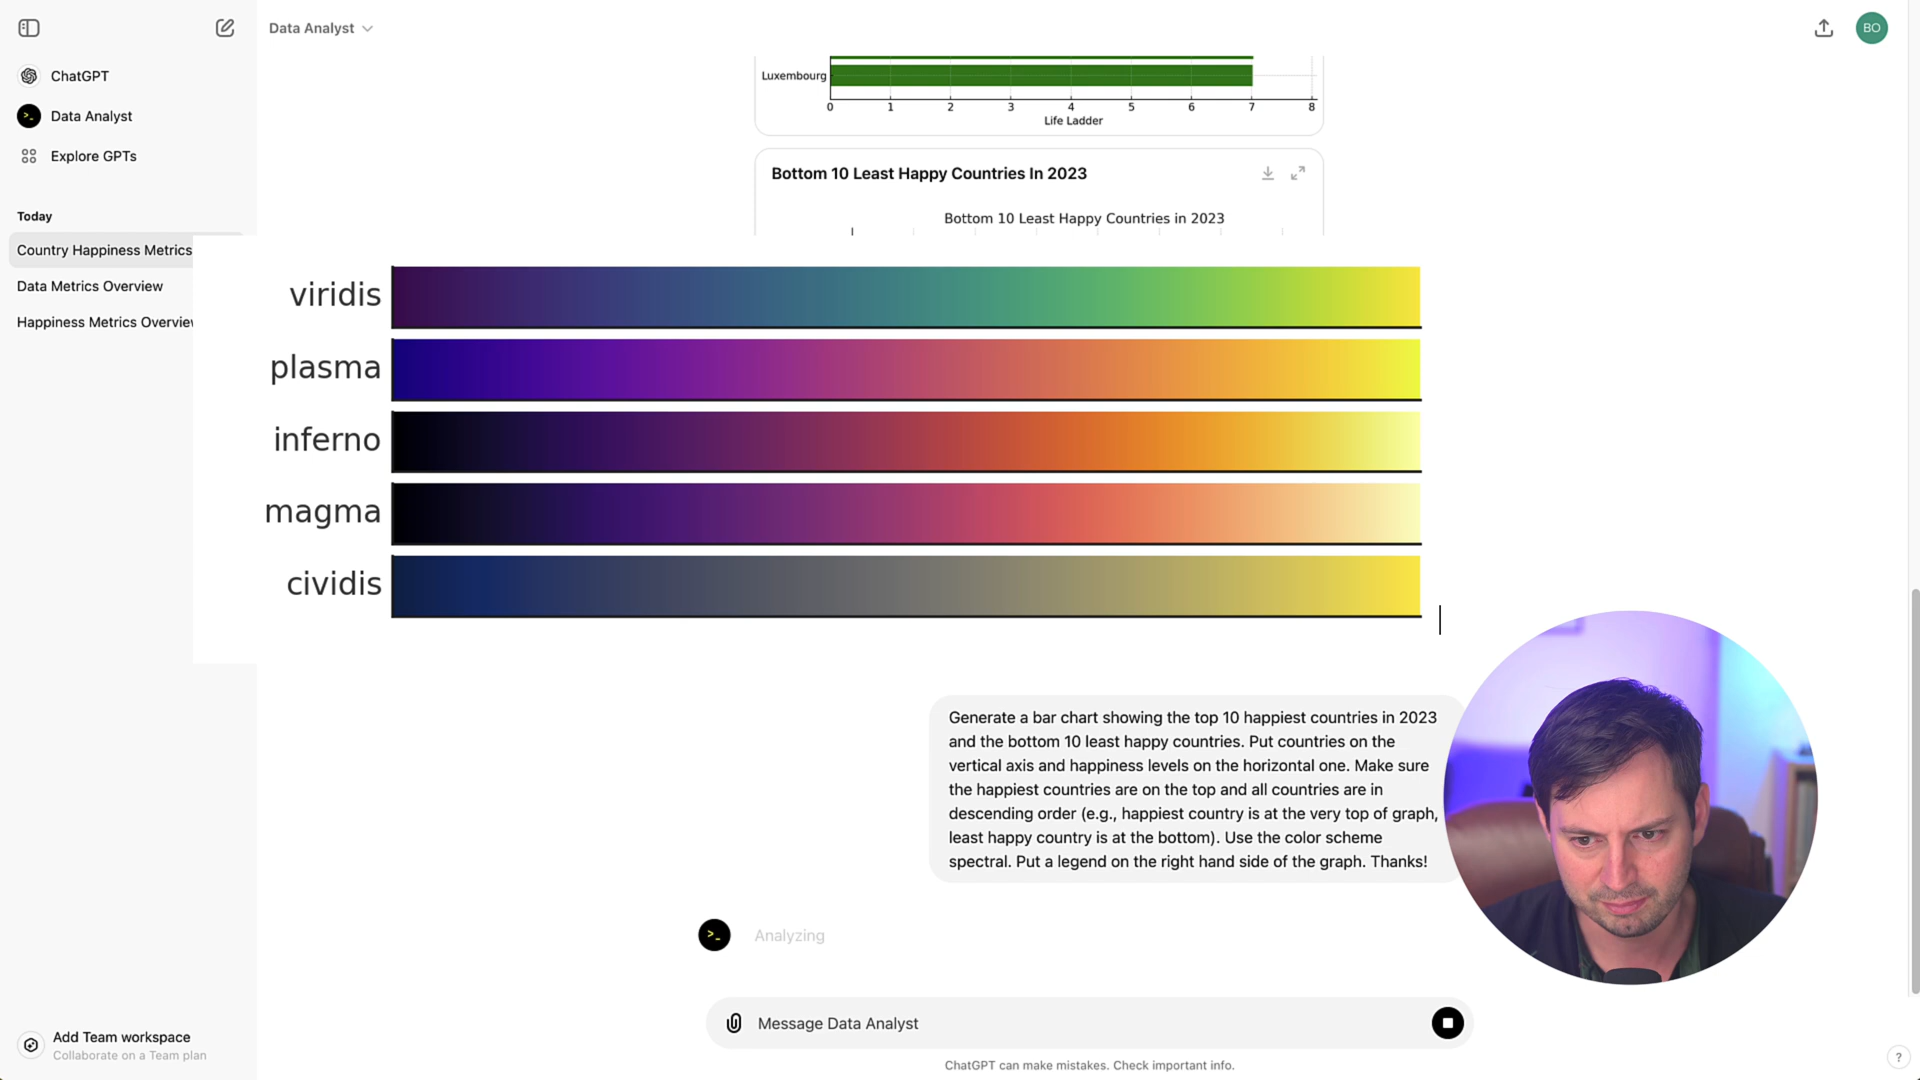 Data Analyst
BO
ChatGPT
>_ Data Analyst
Explore GPTs
Today
Country Happiness Metrics
Data Metrics Overview
Happiness Metrics
Luxembourg
0 1 2 3 4 5 6 7 8
Life Ladder
Bottom 10 Least Happy Countries In 2023
Bottom 10 Least Happy Countries in 2023
viridis
plasma
inferno
magma
cividis
Generate a bar chart showing the top 10 happiest countries in 2023
and the bottom 10 least happy countries. Put countries on the
vertical axis and happiness levels on the horizontal one. Make sure
the happiest countries are on the top and all countries are in
descending order (e.g., happiest country is at the very top of graph,
least happy country is at the bottom). Use the color scheme
spectral. Put a legend on the right hand side of the graph. Thanks!
>_ Analyzing
Message Data Analyst
ChatGPT can make mistakes. Check important info.
Add Team workspace
Collaborate on a Team plan
?